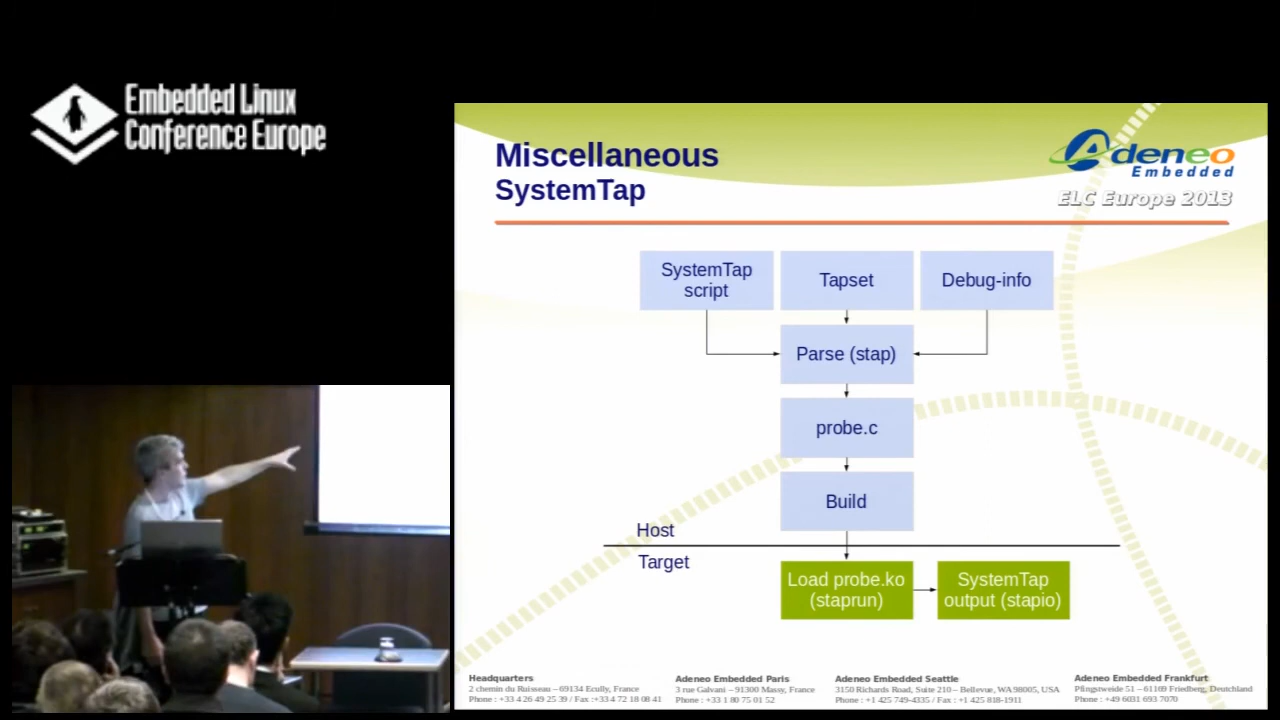 Embedded Linux
Conference Europe
Miscellaneous
SystemTap
Adeneo
Embedded
ELC Europe 2013
SystemTap
script
Tapset
Debug-info
Parse (stap)
probe.c
Build
Host
Target
Load probe.ko
(staprun)
SystemTap
output (stapio)
Headquarters
2 chemin du Ruisseau – 69134 Ecully, France
Phone : +33 4 26 49 25 39 / Fax :+33 4 72 18 08 41
Adeneo Embedded Paris
3 rue Galvani – 91300 Massy, France
Phone : +33 1 80 75 01 52
Adeneo Embedded Seattle
3150 Richards Road, Suite 210 – Bellevue, WA 98005, USA
Phone : +1 425 749-4335 / Fax : +1 425 818-1911
Adeneo Embedded Frankfurt
Pfingstweide 51 – 61169 Friedberg, Deutschland
Phone : +49 6031 693 7070